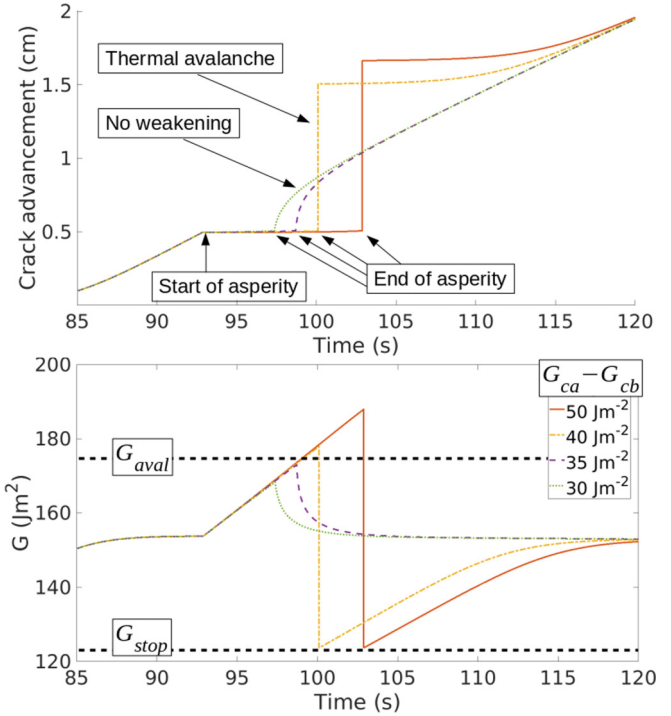 2
Thermal avalanche
1.5
No weakening
1
0.5
Start of asperity
End of asperity
Crack advancement (cm)
85 90 95 100 105 110 115 120
Time (s)
200
G_ca − G_cb
50 Jm⁻²
40 Jm⁻²
35 Jm⁻²
30 Jm⁻²
180
G_aval
160
140
G_stop
120
G (Jm²)
85 90 95 100 105 110 115 120
Time (s)